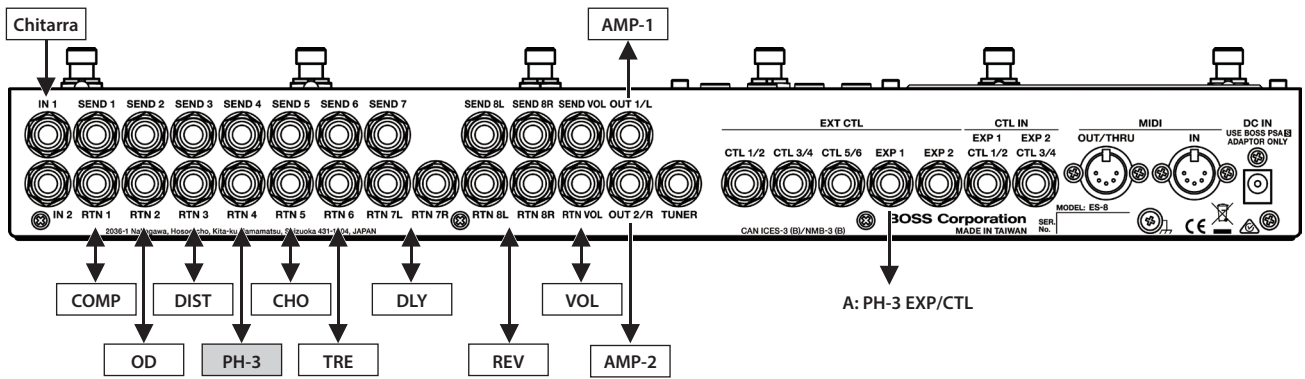 Chitarra
AMP-1
IN 1 SEND 1 SEND 2 SEND 3 SEND 4 SEND 5 SEND 6 SEND 7 SEND 8L SEND 8R SEND VOL OUT 1/L
EXT CTL CTL IN MIDI DC IN
USE BOSS PSA S
ADAPTOR ONLY
EXP 1 EXP 2 OUT/THRU IN
CTL 1/2 CTL 3/4 CTL 5/6 EXP 1 EXP 2 CTL 1/2 CTL 3/4
IN 2 RTN 1 RTN 2 RTN 3 RTN 4 RTN 5 RTN 6 RTN 7L RTN 7R RTN 8L RTN 8R RTN VOL OUT 2/R TUNER
MODEL: ES-8
BOSS Corporation
MADE IN TAIWAN
SER.
No.
2036-1 Hosoe-cho, Kita-ku Hamamatsu, Shizuoka JAPAN
CAN ICES-3 (B)/NMB-3 (B)
CE
COMP DIST CHO DLY VOL
A: PH-3 EXP/CTL
OD PH-3 TRE REV AMP-2